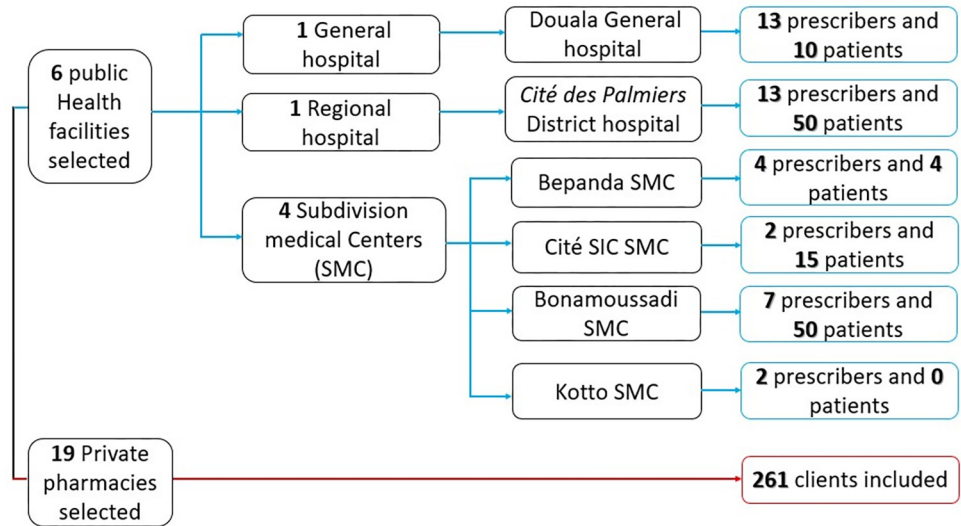 6 public
Health
facilities
selected
1 General
hospital
Douala General
hospital
13 prescribers and
10 patients
1 Regional
hospital
Cité des Palmiers
District hospital
13 prescribers and
50 patients
4 Subdivision
medical Centers
(SMC)
Bepanda SMC
4 prescribers and 4
patients
Cité SIC SMC
2 prescribers and
15 patients
Bonamoussadi
SMC
7 prescribers and
50 patients
Kotto SMC
2 prescribers and 0
patients
19 Private
pharmacies
selected
261 clients included